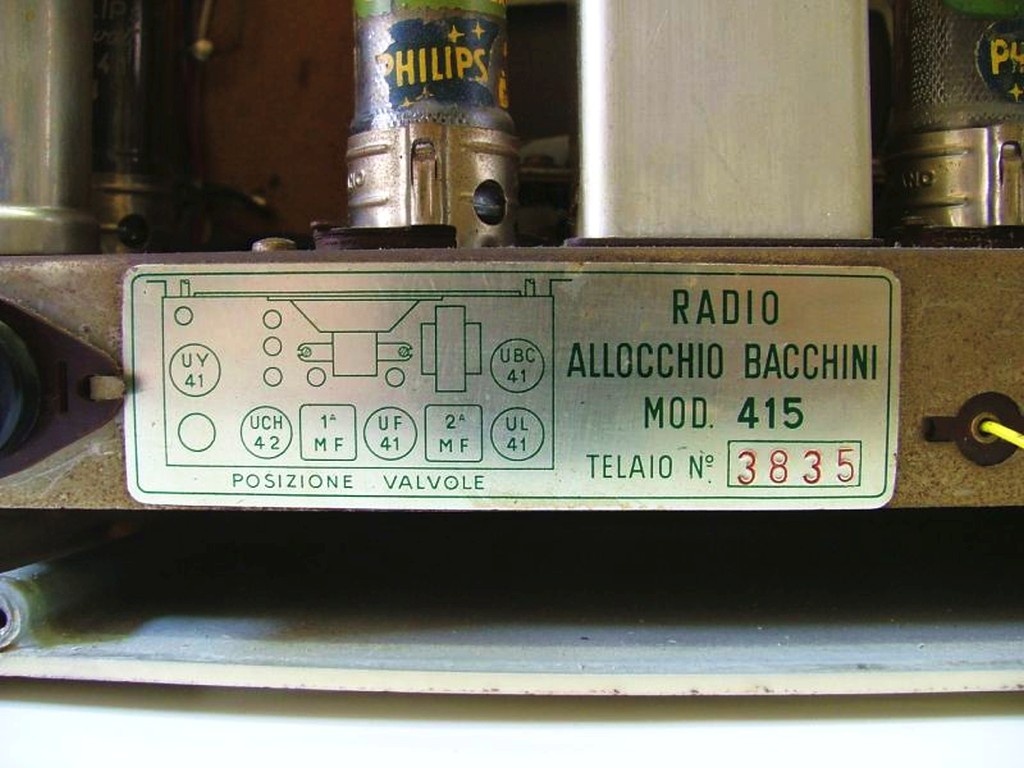 PHILIPS
RADIO
ALLOCCHIO BACCHINI
MOD. 415
TELAIO Nº 3835
UY
41
UBC
41
UCH
42
1ª
MF
UF
41
2ª
MF
UL
41
POSIZIONE VALVOLE